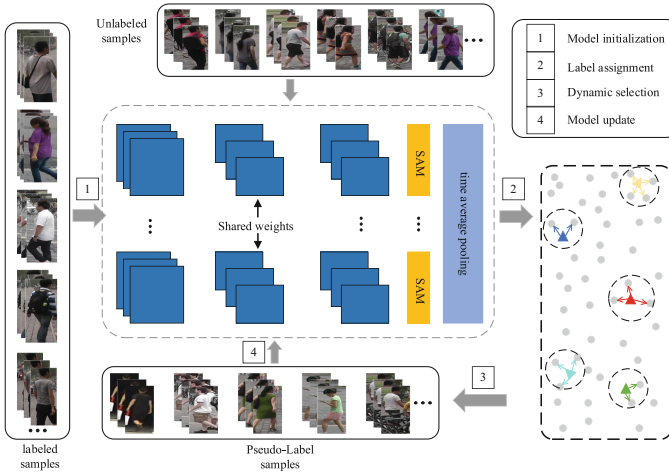 Unlabeled
samples
1 Model initialization
2 Label assignment
3 Dynamic selection
4 Model update
1
SAM
time average pooling
2
Shared weights
SAM
4
3
labeled
samples
Pseudo-Label
samples